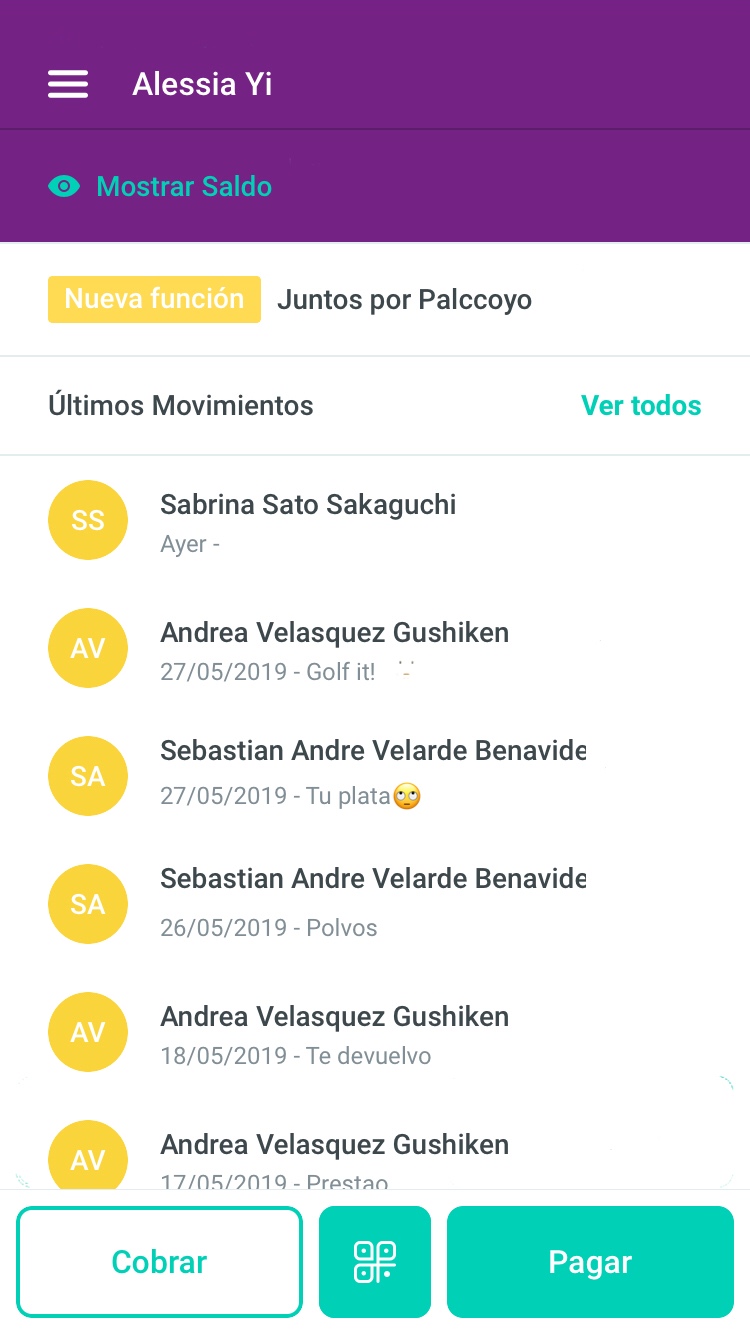 Alessia Yi
Mostrar Saldo
Nueva función Juntos por Palccoyo
Últimos Movimientos Ver todos
SS Sabrina Sato Sakaguchi
Ayer -
AV Andrea Velasquez Gushiken
27/05/2019 - Golf it!
SA Sebastian Andre Velarde Benavide
27/05/2019 - Tu plata🙄
SA Sebastian Andre Velarde Benavide
26/05/2019 - Polvos
AV Andrea Velasquez Gushiken
18/05/2019 - Te devuelvo
AV Andrea Velasquez Gushiken
17/05/2019 - Prestao
Cobrar Pagar